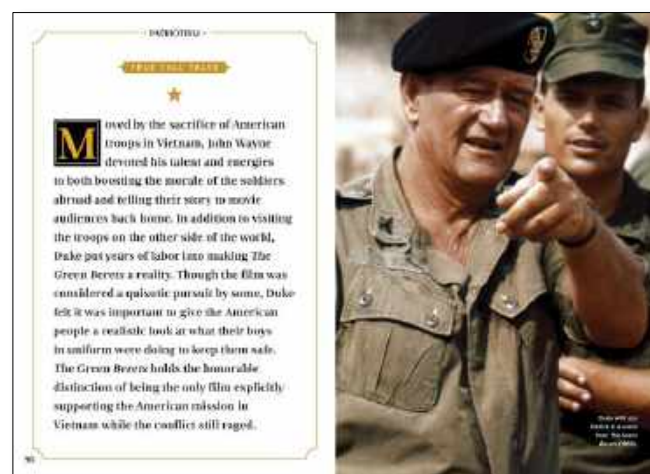 PATRIOTISM
TRUE TALL TALES
Moved by the sacrifice of American
troops in Vietnam, John Wayne
devoted his talent and energies
to both boosting the morale of the soldiers
abroad and telling their story to movie
audiences back home. In addition to visiting
the troops on the other side of the world,
Duke put years of labor into making The
Green Berets a reality. Though the film was
considered a quixotic pursuit by some, Duke
felt it was important to give the American
people a realistic look at what their boys
in uniform were doing to keep them safe.
The Green Berets holds the honorable
distinction of being the only film explicitly
supporting the American mission in
Vietnam while the conflict still raged.